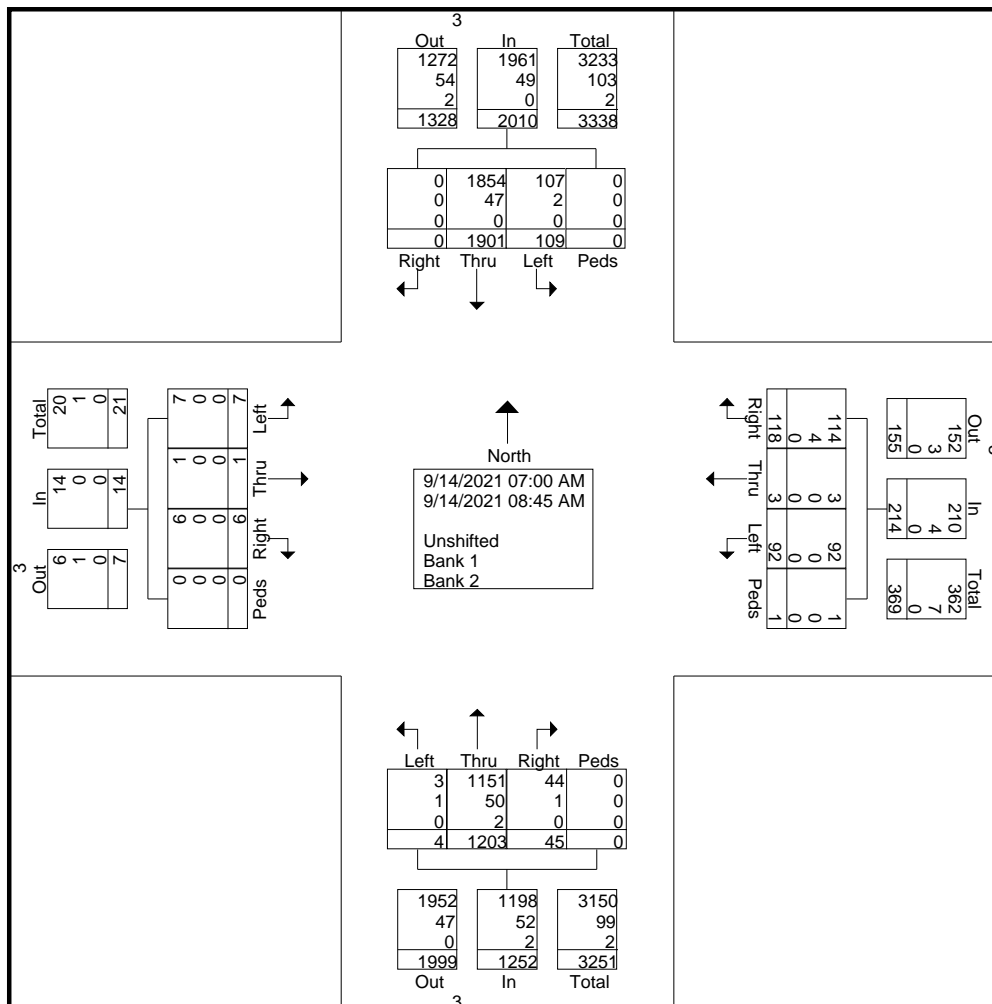 3
Out In Total
1272 1961 3233
54 49 103
2 0 2
1328 2010 3338
0 1854 107 0
0 47 2 0
0 0 0 0
0 1901 109 0
Right Thru Left Peds
Total
20 1 0 21
In
14 0 0 14
Out
6 1 0 7
3
7 0 0 7
Left
1 0 0 1
Thru
6 0 0 6
Right
0 0 0 0
Peds
North
9/14/2021 07:00 AM
9/14/2021 08:45 AM
Unshifted
Bank 1
Bank 2
Right
114 4 0 118
Thru
3 0 0 3
Left
92 0 0 92
Peds
1 0 0 1
Out
152 3 0 155
In
210 4 0 214
Total
362 7 0 369
Left Thru Right Peds
3 1151 44 0
1 50 1 0
0 2 0 0
4 1203 45 0
1952 1198 3150
47 52 99
0 2 2
1999 1252 3251
Out In Total
3